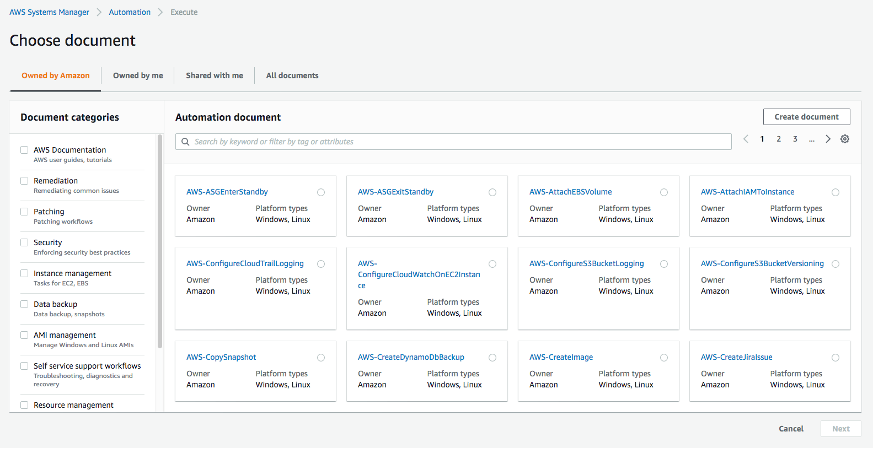 AWS Systems Manager > Automation > Execute
Choose document
Owned by Amazon
Owned by me
Shared with me
All documents
Document categories
AWS Documentation
AWS user guides, tutorials
Remediation
Remediating common issues
Patching
Patching workflows
Security
Enforcing security best practices
Instance management
Tasks for EC2, EBS
Data backup
Data backup, snapshots
AMI management
Manage Windows and Linux AMIs
Self service support workflows
Troubleshooting, diagnostics and
recovery
Resource management
Automation document
Create document
Search by keyword or filter by tag or attributes
1 2 3 ...
AWS-ASGEnterStandby
Owner Platform types
Amazon Windows, Linux
AWS-ASGExitStandby
Owner Platform types
Amazon Windows, Linux
AWS-AttachEBSVolume
Owner Platform types
Amazon Windows, Linux
AWS-AttachIAMToInstance
Owner Platform types
Amazon Windows, Linux
AWS-ConfigureCloudTrailLogging
Owner Platform types
Amazon Windows, Linux
AWS-
ConfigureCloudWatchOnEC2Instan
ce
Owner Platform types
Amazon Windows, Linux
AWS-ConfigureS3BucketLogging
Owner Platform types
Amazon Windows, Linux
AWS-ConfigureS3BucketVersioning
Owner Platform types
Amazon Windows, Linux
AWS-CopySnapshot
Owner Platform types
Amazon Windows, Linux
AWS-CreateDynamoDbBackup
Owner Platform types
Amazon Windows, Linux
AWS-CreateImage
Owner Platform types
Amazon Windows, Linux
AWS-CreateJiraIssue
Owner Platform types
Amazon Windows, Linux
Cancel
Next